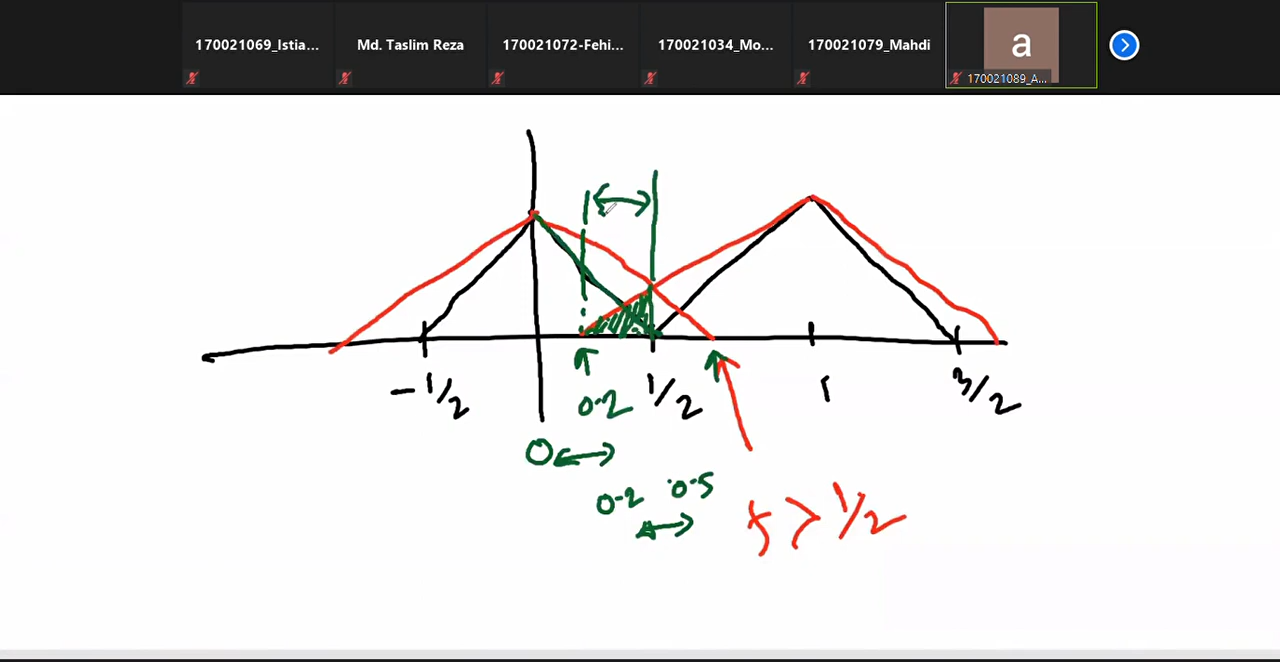 170021069_Istia... Md. Taslim Reza 170021072-Fehi... 170021034_Mo... 170021079_Mahdi a
170021089_A...
-1/2 0.2 1/2 1 3/2
0
0.2 0.5
f > 1/2